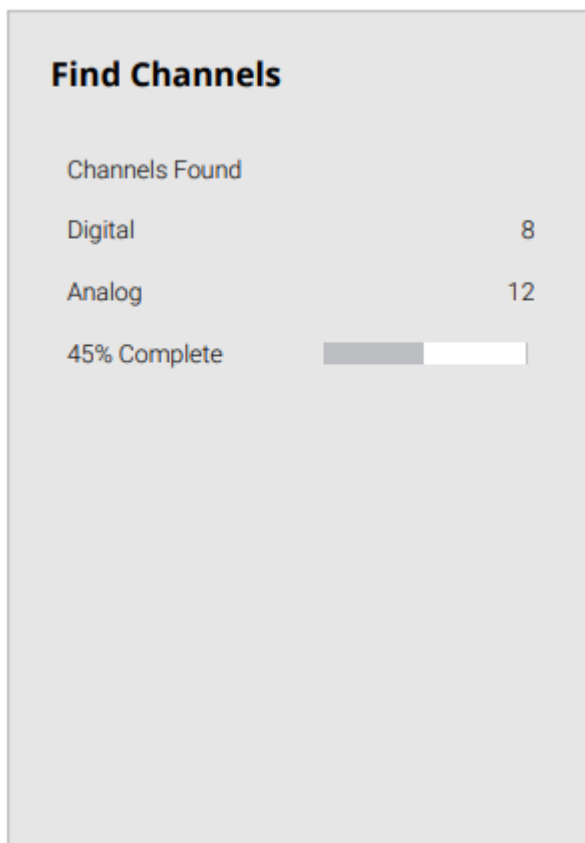 Find Channels
Channels Found
Digital 8
Analog 12
45% Complete